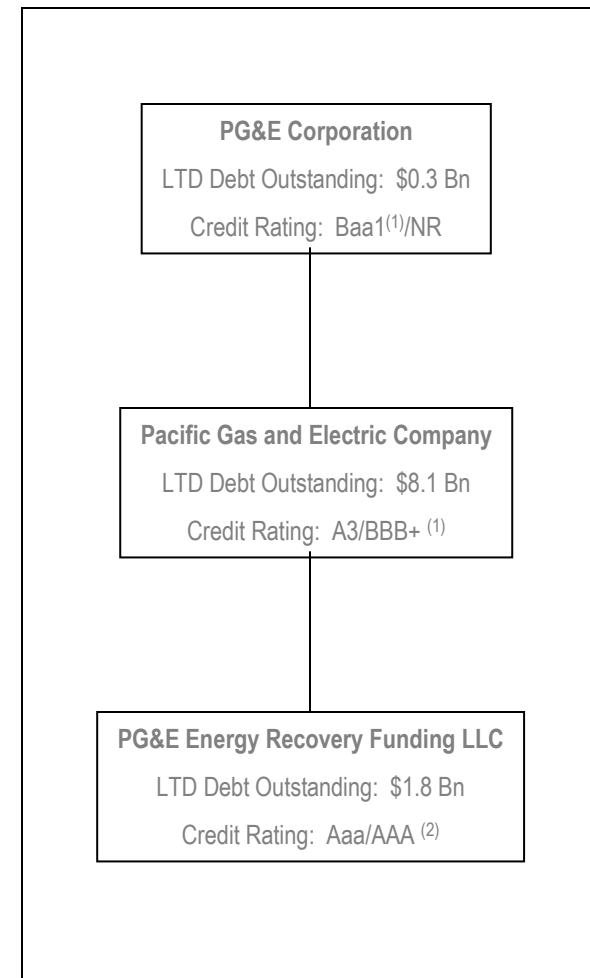 PG&E Corporation
LTD Debt Outstanding: $0.3 Bn
Credit Rating: Baa1(1)/NR
Pacific Gas and Electric Company
LTD Debt Outstanding: $8.1 Bn
Credit Rating: A3/BBB+ (1)
PG&E Energy Recovery Funding LLC
LTD Debt Outstanding: $1.8 Bn
Credit Rating: Aaa/AAA (2)